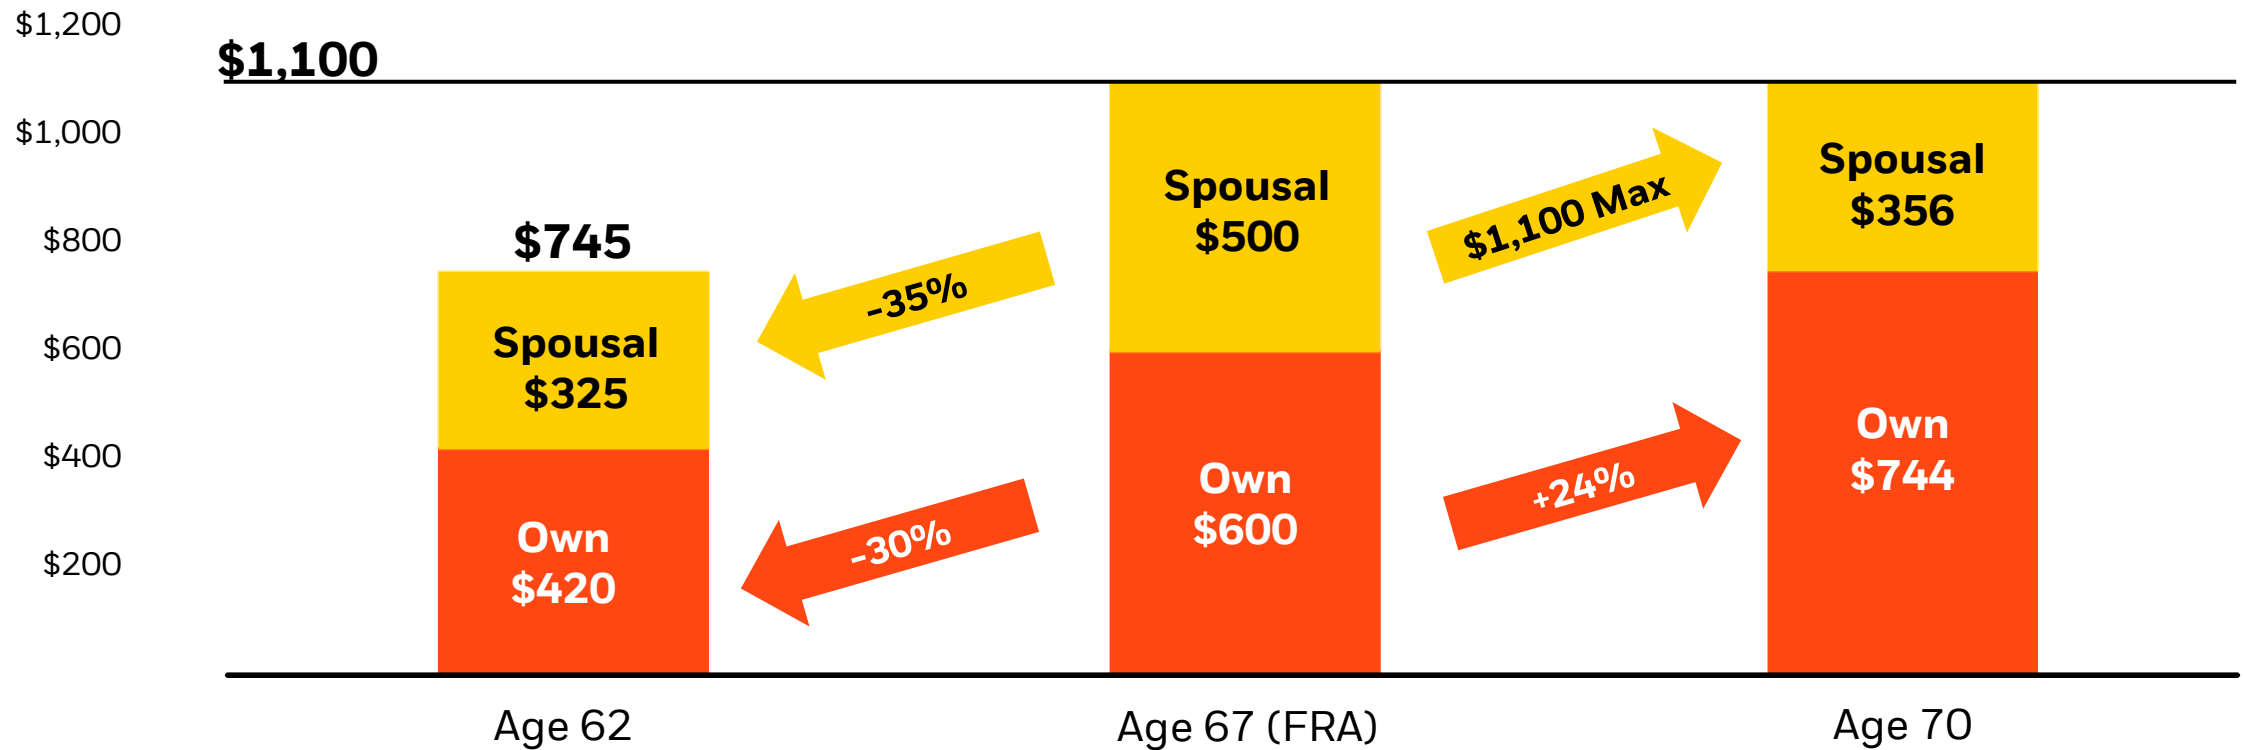 $1,200
$1,100
$1,000
$800
$600
$400
$200
$745
Spousal
$325
Own
$420
-35%
-30%
Spousal
$500
Own
$600
$1,100 Max
+24%
Spousal
$356
Own
$744
Age 62
Age 67 (FRA)
Age 70